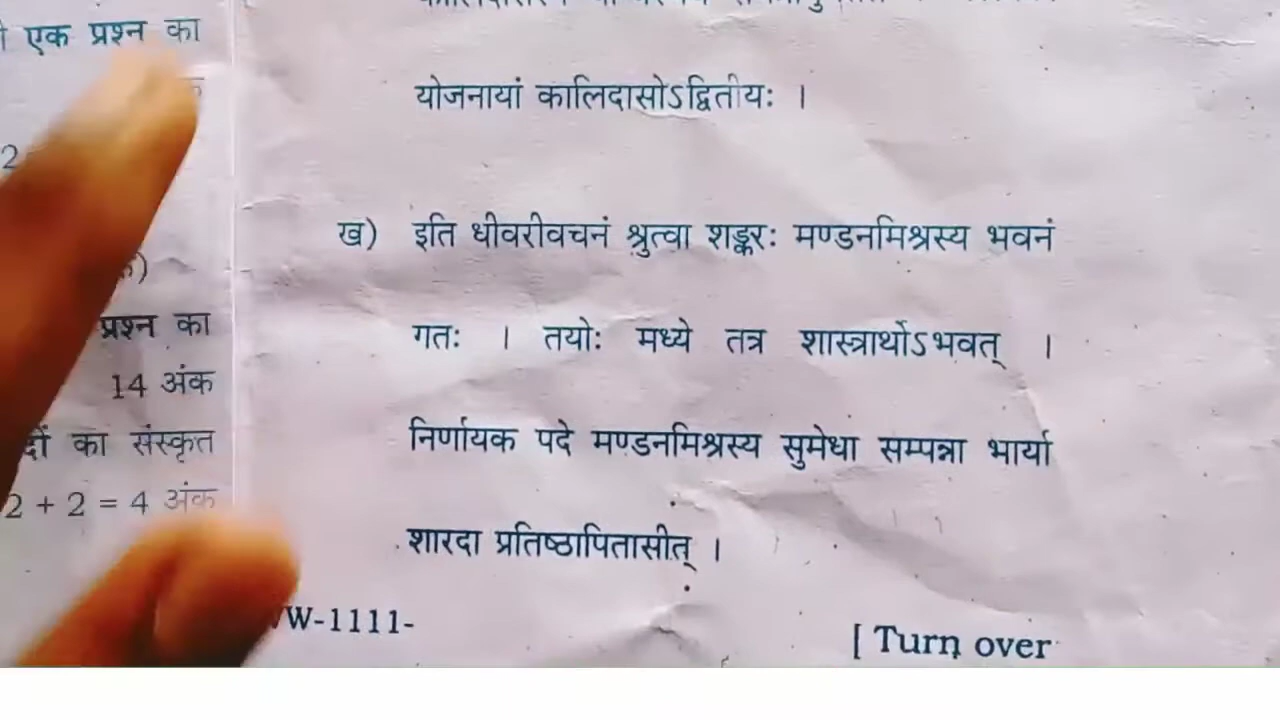 एक प्रश्न का
2
प्रश्न का
14 अंक
का संस्कृत
2 + 2 = 4 अंक
योजनायां कालिदासोऽद्वितीयः ।
ख) इति धीवरीवचनं श्रुत्वा शङ्करः मण्डनमिश्रस्य भवनं
गतः । तयोः मध्ये तत्र शास्त्रार्थोऽभवत् ।
निर्णायक पदे मण्डनमिश्रस्य सुमेधा सम्पन्ना भार्या
शारदा प्रतिष्ठापितासीत् ।
W-1111-
[ Turn over